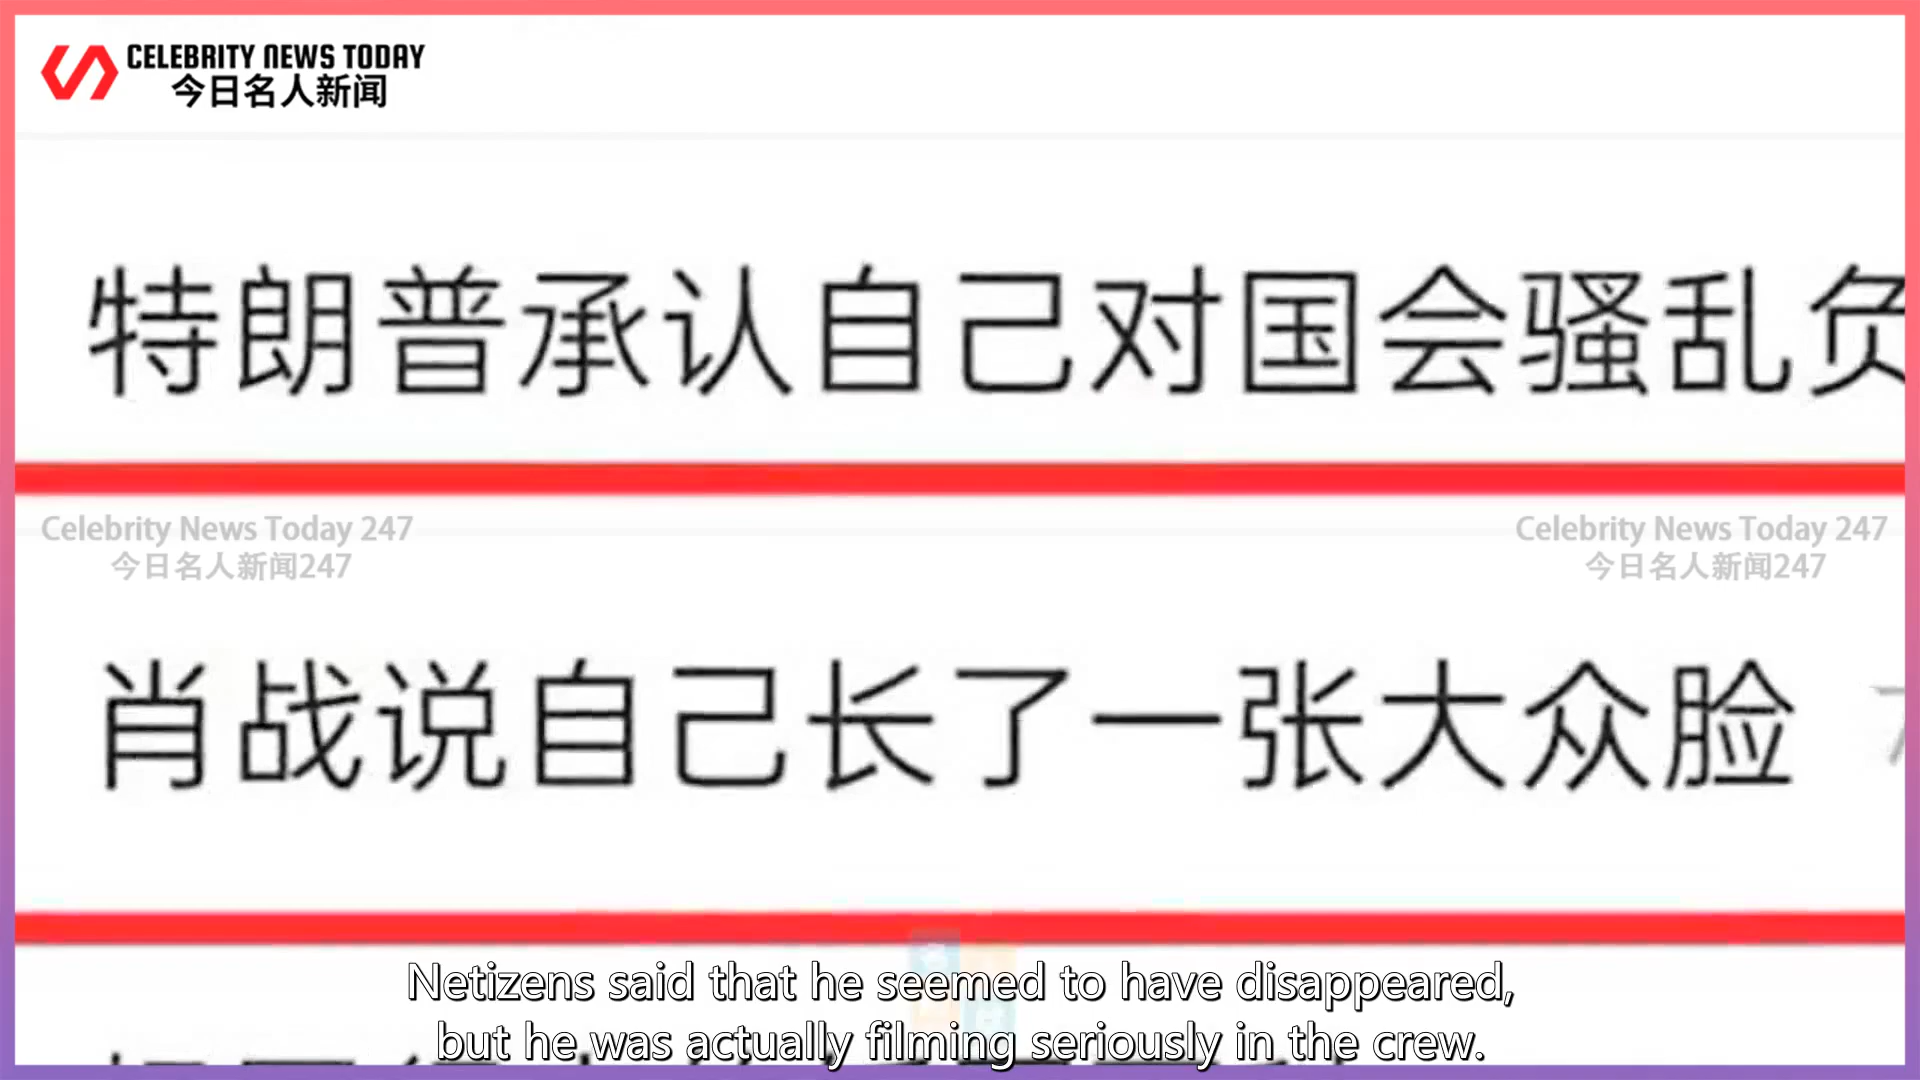 CELEBRITY NEWS TODAY
今日名人新闻
特朗普承认自己对国会骚乱负
Celebrity News Today 247
今日名人新闻247
Celebrity News Today 247
今日名人新闻247
肖战说自己长了一张大众脸
Netizens said that he seemed to have disappeared,
but he was actually filming seriously in the crew.